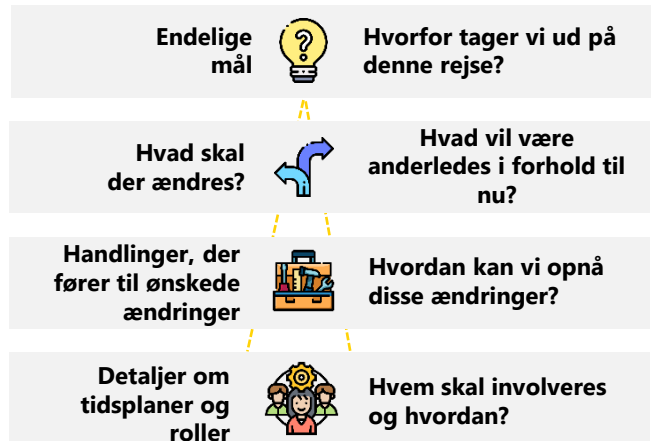 Endelige
mål
Hvorfor tager vi ud på
denne rejse?
Hvad skal
der ændres?
Hvad vil være
anderledes i forhold til
nu?
Handlinger, der
fører til ønskede
ændringer
Hvordan kan vi opnå
disse ændringer?
Detaljer om
tidsplaner og
roller
Hvem skal involveres
og hvordan?